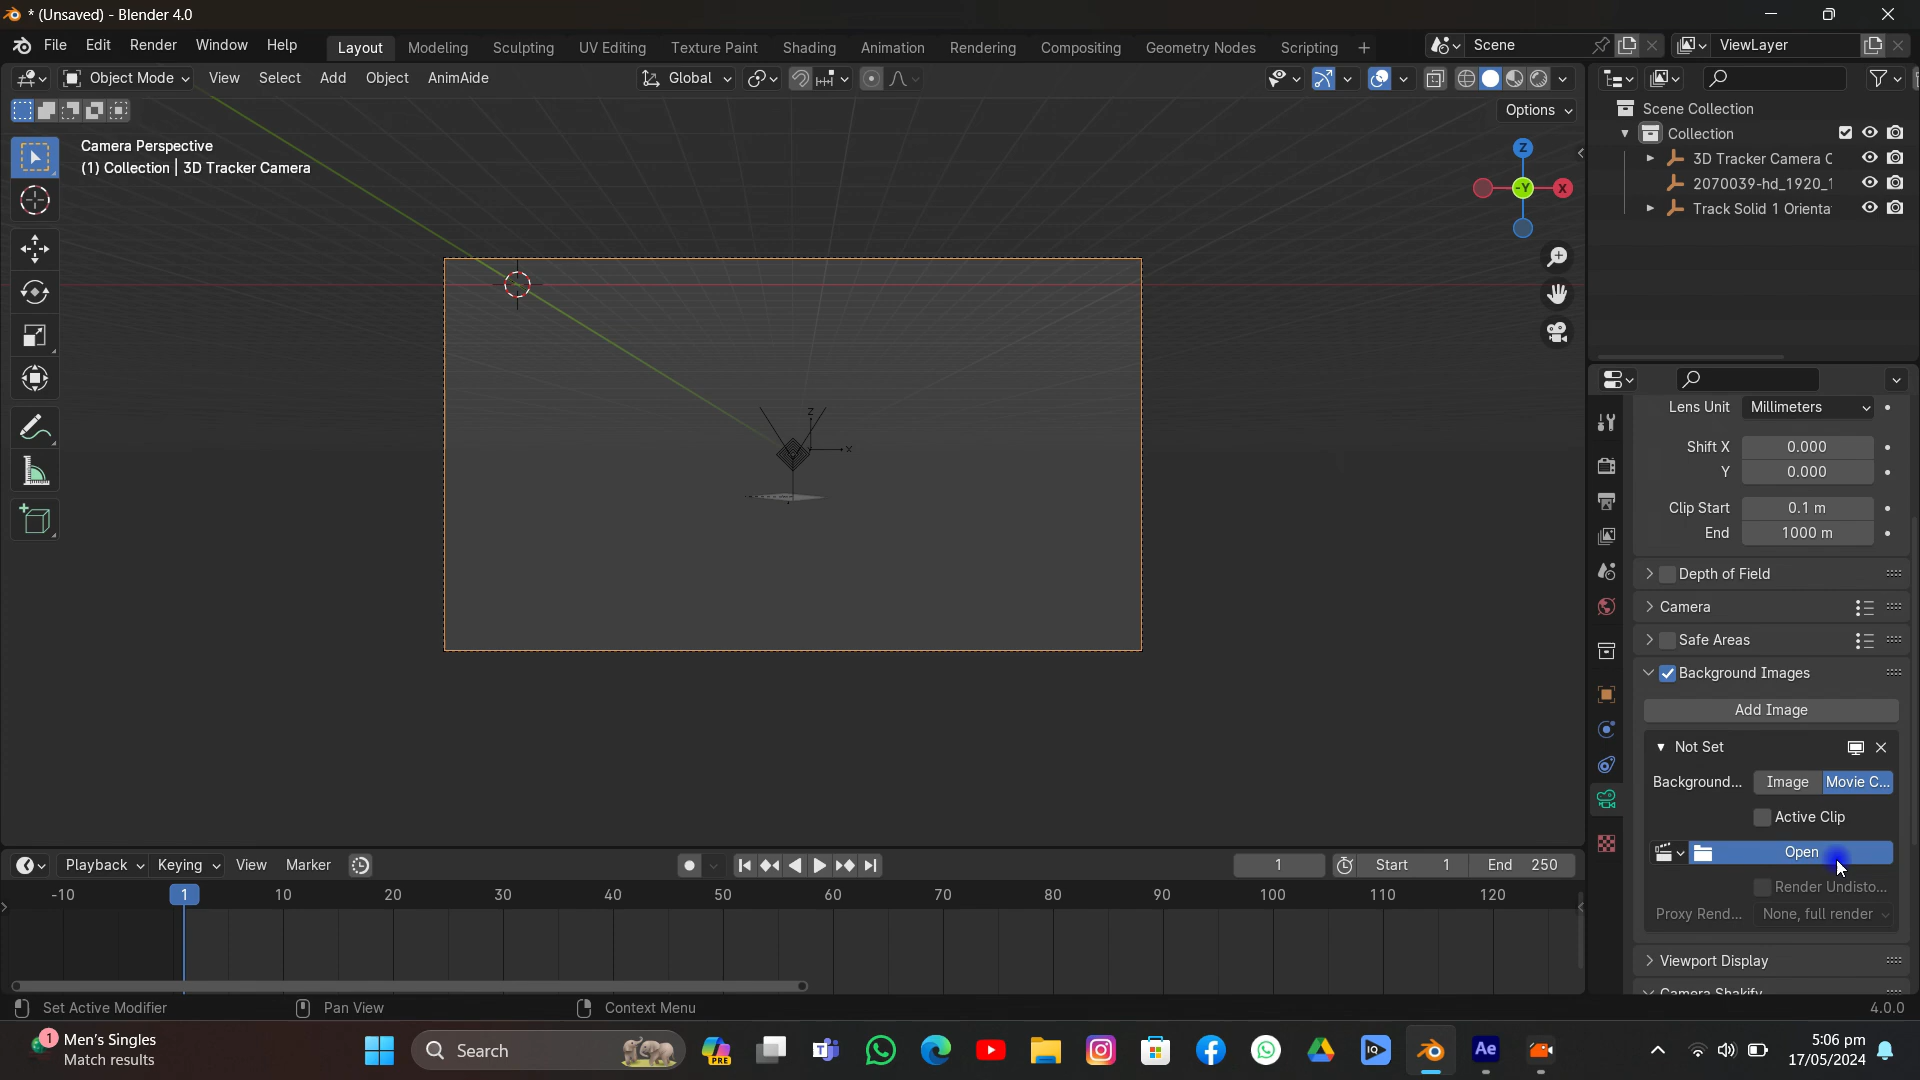 * (Unsaved) - Blender 4.0
File Edit Render Window Help Layout Modeling Sculpting UV Editing Texture Paint Shading Animation Rendering Compositing Geometry Nodes Scripting + Scene ViewLayer
Object Mode View Select Add Object AnimAide Global
Options
Camera Perspective
(1) Collection | 3D Tracker Camera
Z
-Y X
Z
X
Scene Collection
Collection
3D Tracker Camera C
2070039-hd_1920_1
Track Solid 1 Orienta
Lens Unit Millimeters
Shift X 0.000
Y 0.000
Clip Start 0.1 m
End 1000 m
Depth of Field
Camera
Safe Areas
Background Images
Add Image
Not Set
Background... Image Movie C...
Active Clip
Open
Render Undisto...
Proxy Rend... None, full render
Viewport Display
Camera Shakify
Playback Keying View Marker 1 Start 1 End 250
-10 1 10 20 30 40 50 60 70 80 90 100 110 120
Set Active Modifier Pan View Context Menu 4.0.0
1 Men's Singles
Match results
Search
PRE
IQ
Ae
5:06 pm
17/05/2024